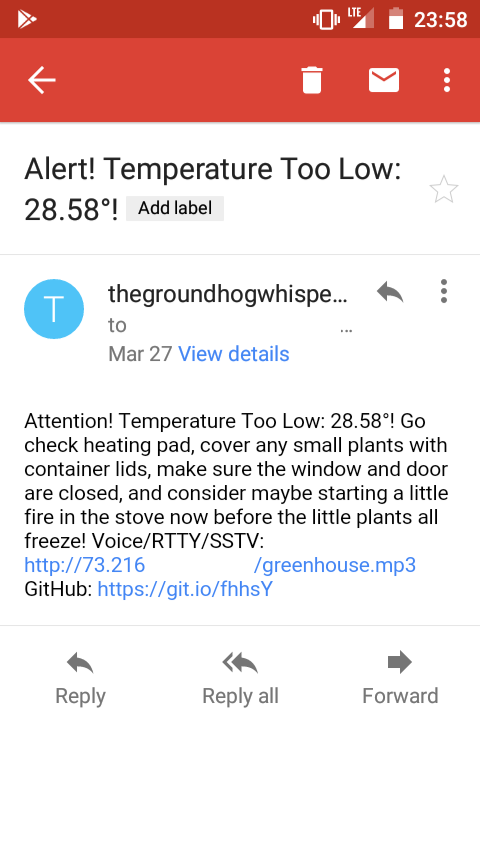 LTE 23:58
Alert! Temperature Too Low:
28.58°! Add label
T
thegroundhogwhispe...
to ...
Mar 27 View details
Attention! Temperature Too Low: 28.58°! Go
check heating pad, cover any small plants with
container lids, make sure the window and door
are closed, and consider maybe starting a little
fire in the stove now before the little plants all
freeze! Voice/RTTY/SSTV:
http://73.216 /greenhouse.mp3
GitHub: https://git.io/fhhsY
Reply Reply all Forward